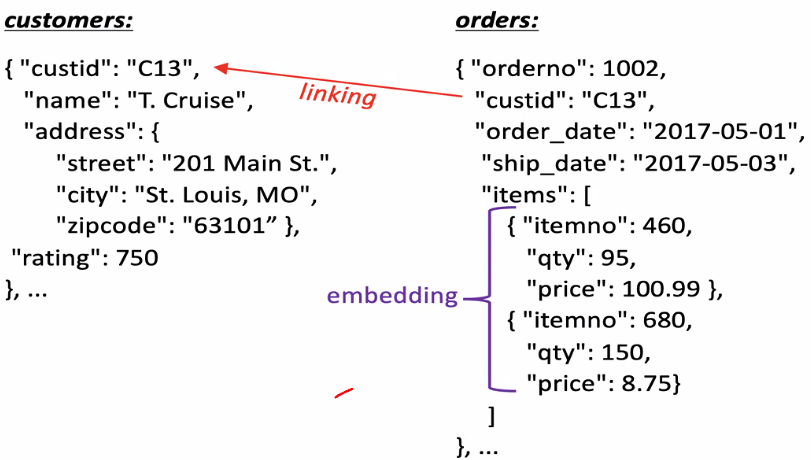 customers:
{ "custid": "C13",
"name": "T. Cruise",
"address": {
"street": "201 Main St.",
"city": "St. Louis, MO",
"zipcode": "63101” },
"rating": 750
}, ...
linking
orders:
{ "orderno": 1002,
"custid": "C13",
"order_date": "2017-05-01",
"ship_date": "2017-05-03",
"items": [
{ "itemno": 460,
"qty": 95,
"price": 100.99 },
{ "itemno": 680,
"qty": 150,
"price": 8.75}
]
}, ...
embedding